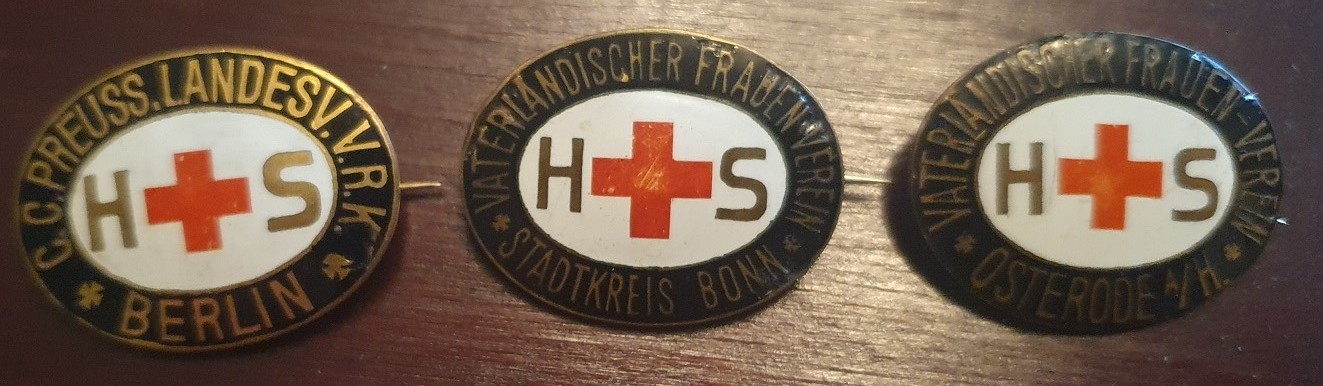 C. C. PREUSS. LANDESV. V. R. K.
H S
* BERLIN *
VATERLÄNDISCHER FRAUEN-VEREIN
H S
* STADTKREIS BONN *
VATERLÄNDISCHER FRAUEN-VEREIN
H S
* OSTERODE A/H. *